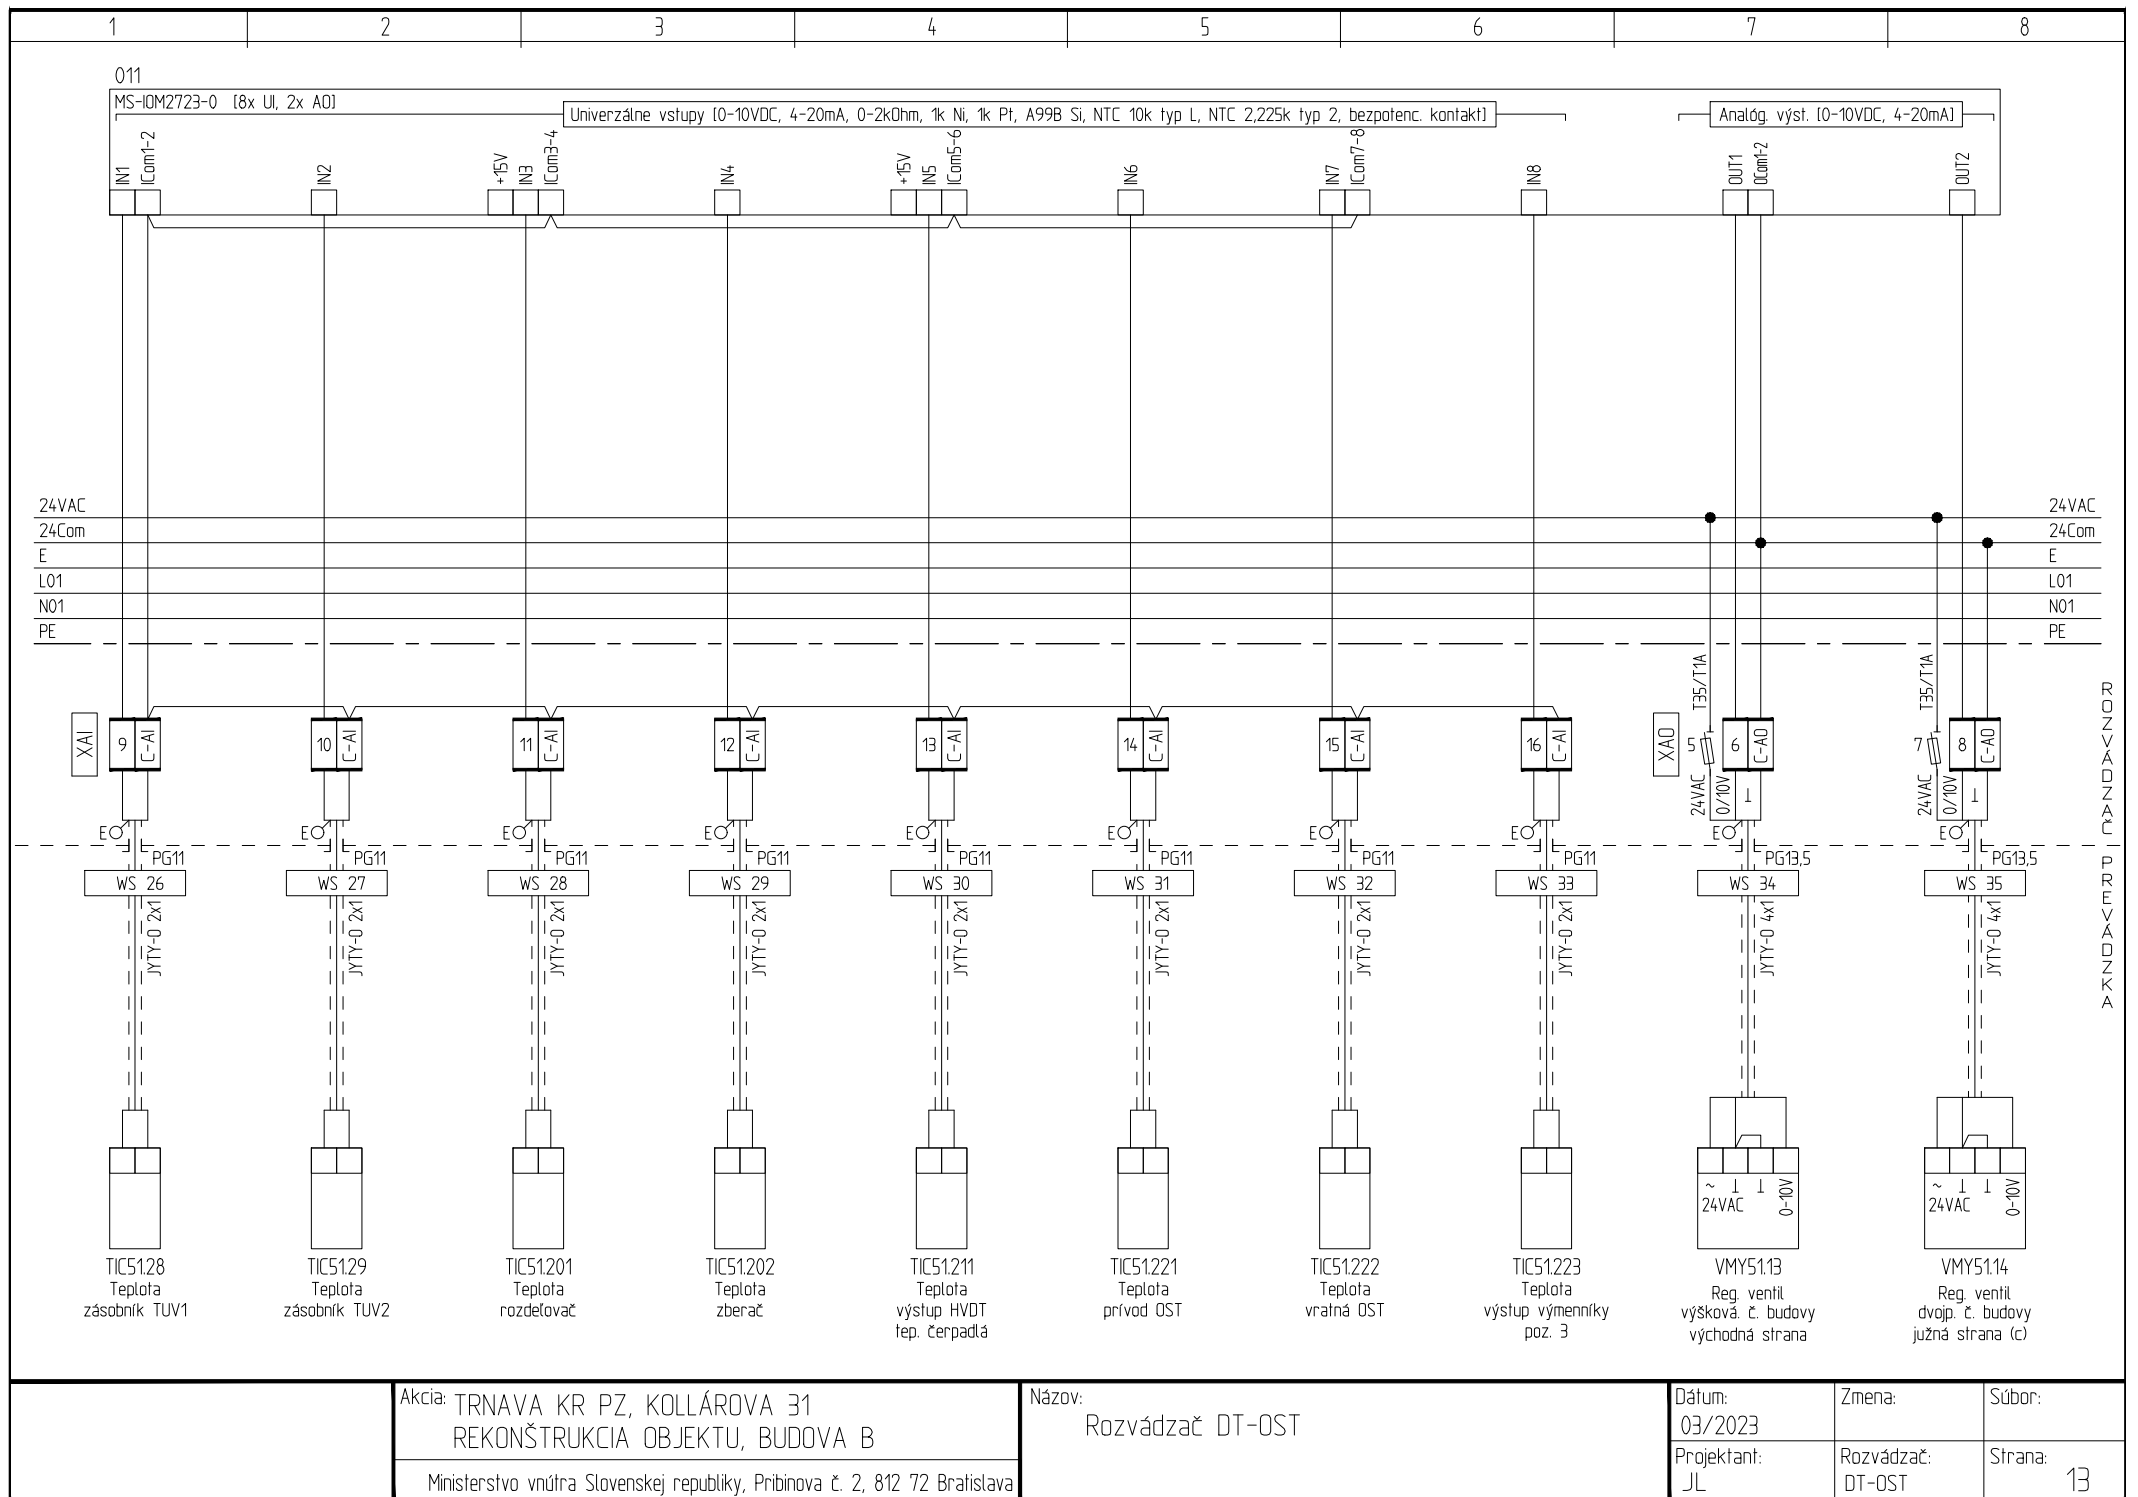 1 2 3 4 5 6 7 8
011
MS-IOM2723-0 [8x UI, 2x AO]
Univerzálne vstupy [0-10VDC, 4-20mA, 0-2kOhm, 1k Ni, 1k Pt, A99B Si, NTC 10k typ L, NTC 2,225k typ 2, bezpotenc. kontakt]
Analóg. výst. [0-10VDC, 4-20mA]
IN1 ICom1-2 IN2 +15V IN3 ICom3-4 IN4 +15V IN5 ICom5-6 IN6 IN7 ICom7-8 IN8 OUT1 OCom1-2 OUT2
24VAC 24VAC
24Com 24Com
E E
L01 L01
N01 N01
PE PE
T35/T1A T35/T1A
XAI 9 C-AI 10 C-AI 11 C-AI 12 C-AI 13 C-AI 14 C-AI 15 C-AI 16 C-AI XAO 5 6 C-AO 7 8 C-AO
24VAC 0/10V ⊥ 24VAC 0/10V ⊥
ROZVÁDZAČ
E E E E E E E E E E
PG11 PG11 PG11 PG11 PG11 PG11 PG11 PG11 PG13,5 PG13,5
WS 26 WS 27 WS 28 WS 29 WS 30 WS 31 WS 32 WS 33 WS 34 WS 35
PREVÁDZKA
JYTY-O 2x1 JYTY-O 2x1 JYTY-O 2x1 JYTY-O 2x1 JYTY-O 2x1 JYTY-O 2x1 JYTY-O 2x1 JYTY-O 2x1 JYTY-O 4x1 JYTY-O 4x1
~ ⊥ ⊥ 0-10V ~ ⊥ ⊥ 0-10V
24VAC 24VAC
TIC51.28
Teplota
zásobník TUV1
TIC51.29
Teplota
zásobník TUV2
TIC51.201
Teplota
rozdeľovač
TIC51.202
Teplota
zberač
TIC51.211
Teplota
výstup HVDT
tep. čerpadlá
TIC51.221
Teplota
prívod OST
TIC51.222
Teplota
vratná OST
TIC51.223
Teplota
výstup výmenníky
poz. 3
VMY51.13
Reg. ventil
výšková. č. budovy
východná strana
VMY51.14
Reg. ventil
dvojp. č. budovy
južná strana (c)
Akcia: TRNAVA KR PZ, KOLLÁROVA 31
REKONŠTRUKCIA OBJEKTU, BUDOVA B
Ministerstvo vnútra Slovenskej republiky, Pribinova č. 2, 812 72 Bratislava
Názov:
Rozvádzač DT-OST
Dátum:
03/2023
Zmena:
Súbor:
Projektant:
JL
Rozvádzač:
DT-OST
Strana:
13